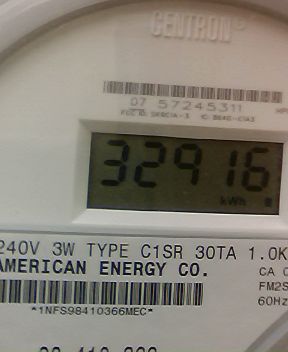 CENTRON®
07 57245311
32916
kWh
240V 3W TYPE C1SR 30TA 1.0K
AMERICAN ENERGY CO.
CA 0
FM2S
60Hz
*1NFS98410366MEC*